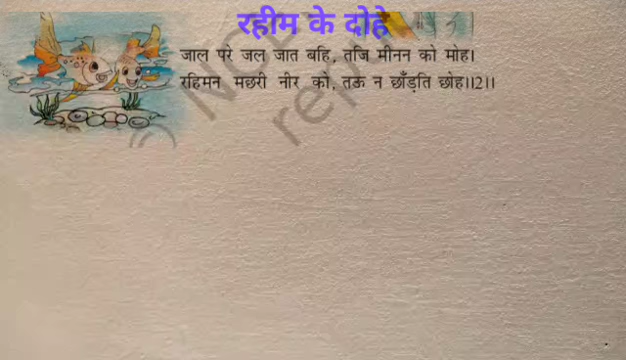 रहीम के दोहे
जाल परे जल जात बहि, तजि मीनन को मोह।
रहिमन मछरी नीर को, तऊ न छाँड़ति छोह॥2॥